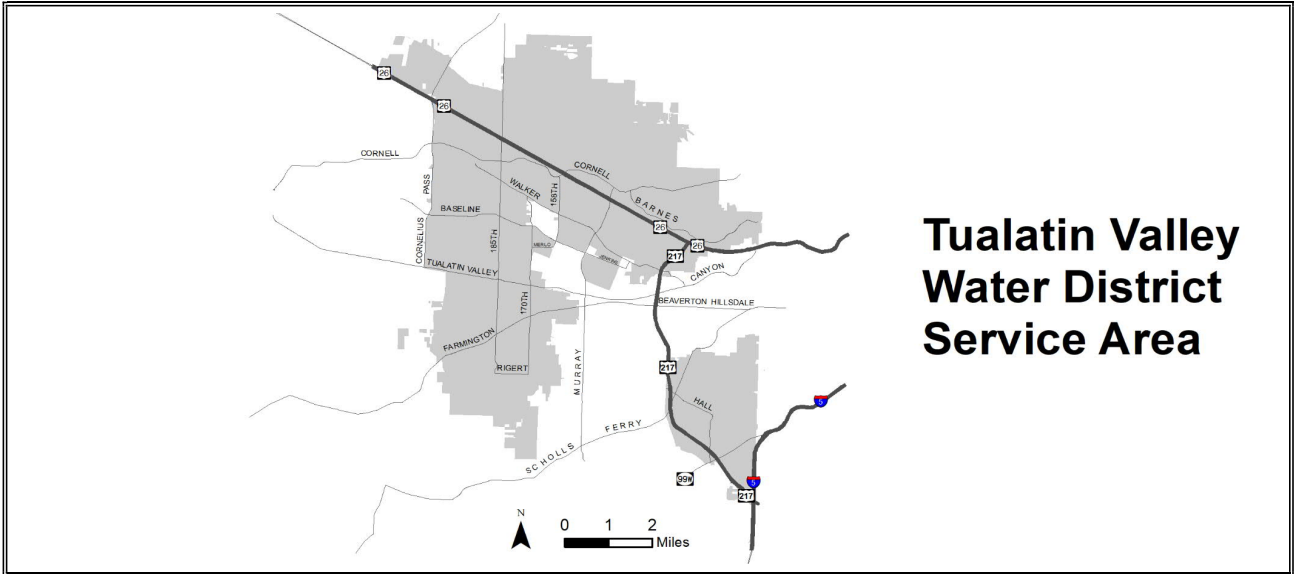 26
26
CORNELL
CORNELL
PASS
WALKER
158TH
BARNES
BASELINE
26
185TH
CORNELIUS
MERLO
JENKINS
26
217
TUALATIN VALLEY
CANYON
170TH
BEAVERTON HILLSDALE
FARMINGTON
MURRAY
RIGERT
217
HALL
5
FERRY
SCHOLLS
99W
5
217
N
0 1 2
Miles
Tualatin Valley
Water District
Service Area